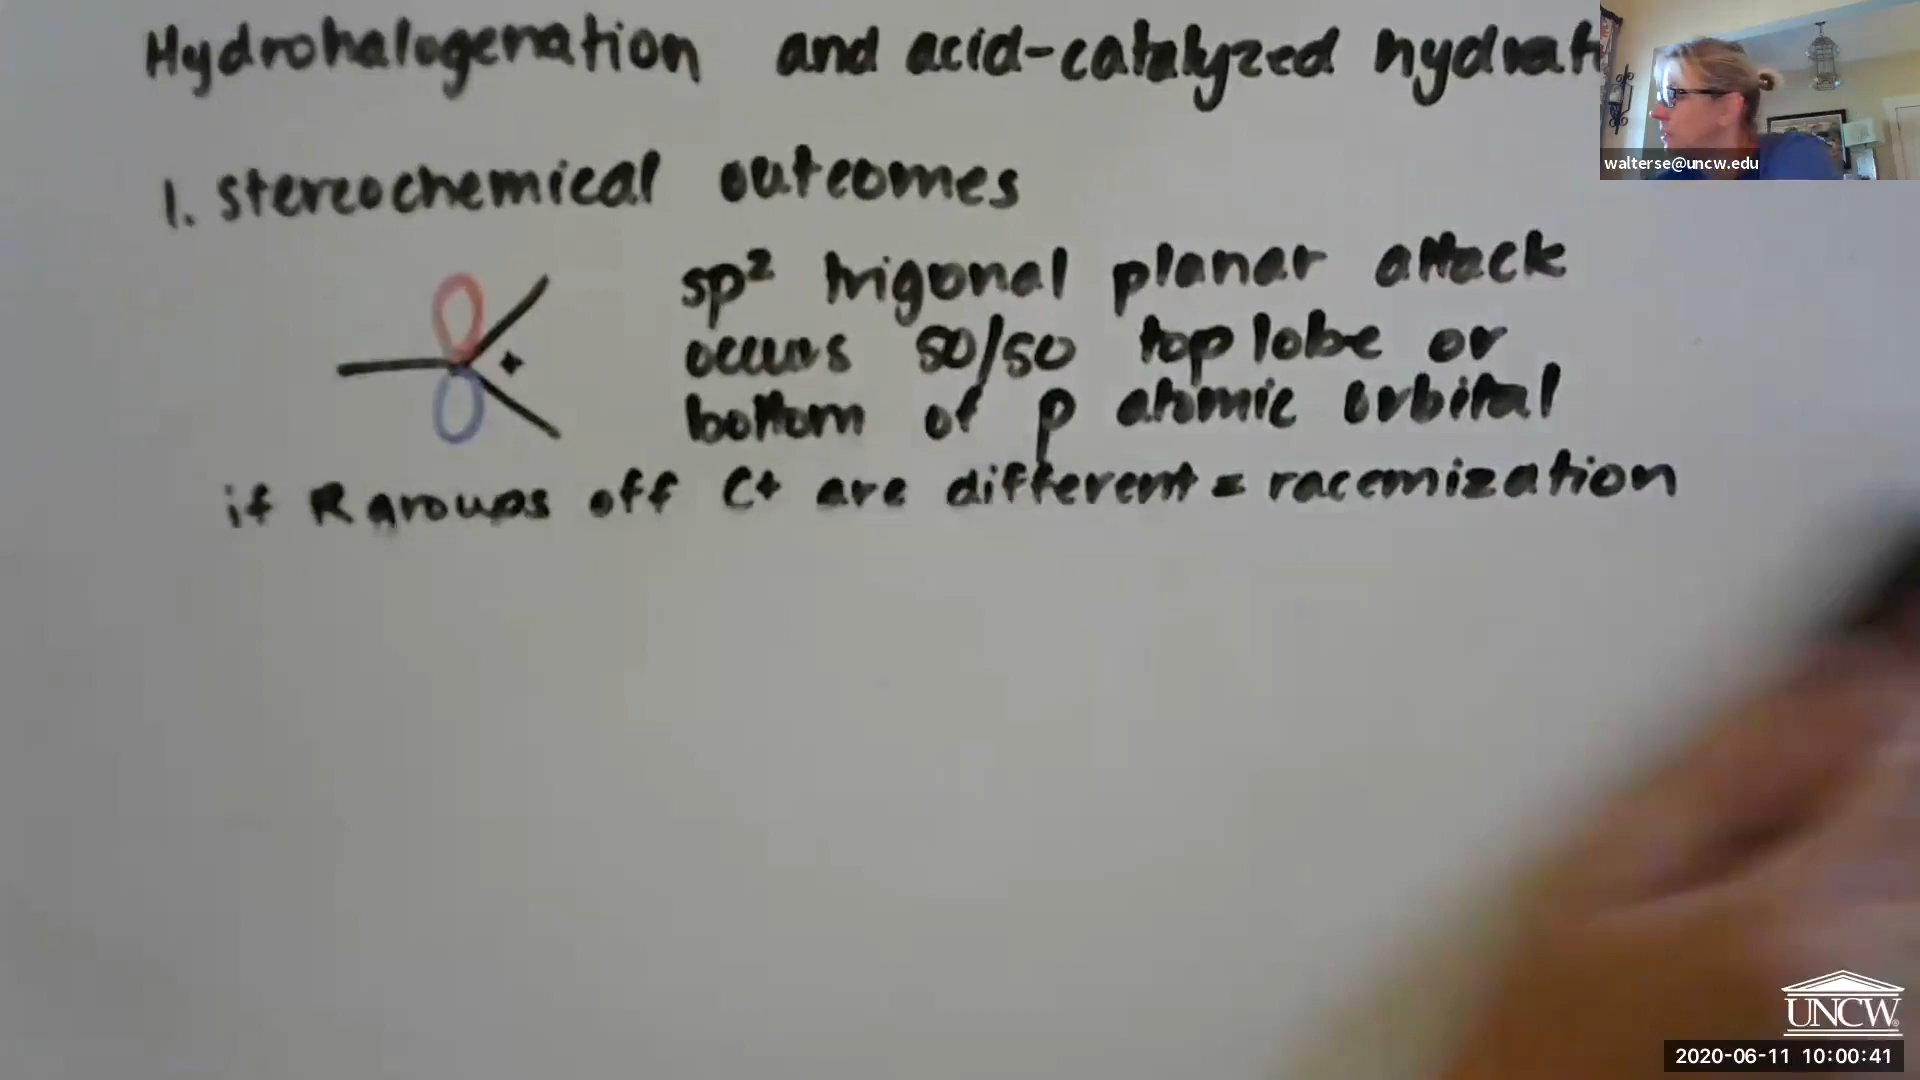 Hydrohalogenation and acid-catalyzed hydrati
walterse@uncw.edu
1. stereochemical outcomes
sp² trigonal planar attack
occurs 50/50 top lobe or
bottom of p atomic orbital
+
if R groups off C+ are different = racemization
UNCW
2020-06-11 10:00:41